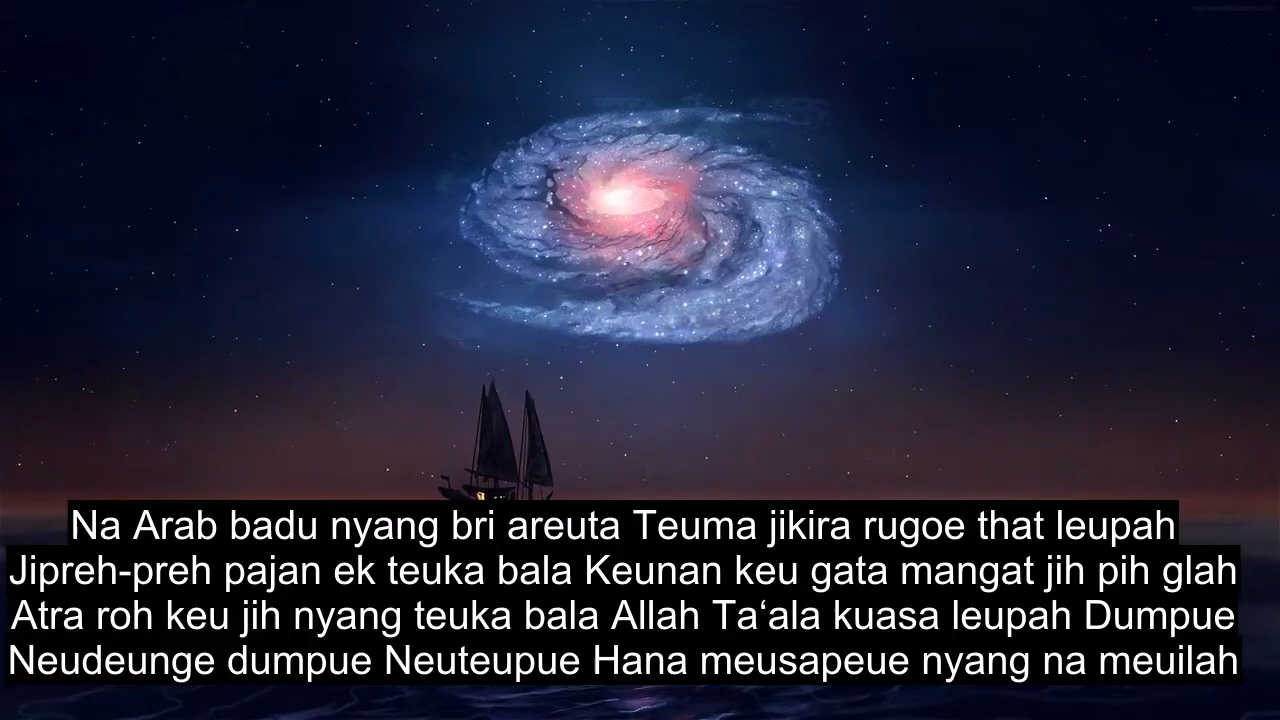 Na Arab badu nyang bri areuta Teuma jikira rugoe that leupah
Jipreh-preh pajan ek teuka bala Keunan keu gata mangat jih pih glah
Atra roh keu jih nyang teuka bala Allah Ta‘ala kuasa leupah Dumpue
Neudeunge dumpue Neuteupue Hana meusapeue nyang na meuilah